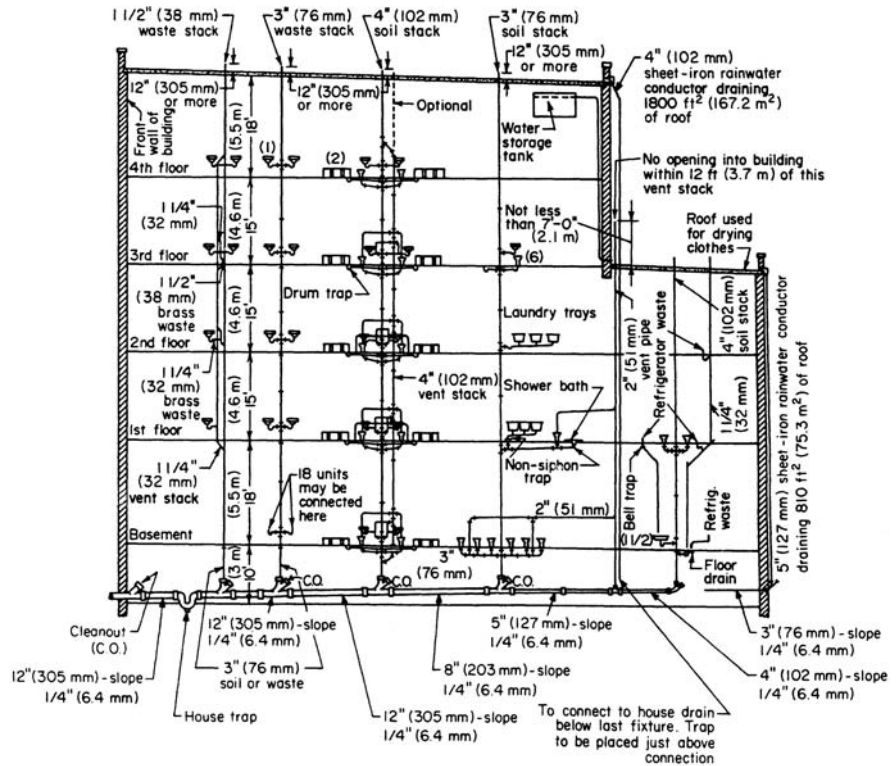 1 1/2" (38 mm)
waste stack
3" (76 mm)
waste stack
4" (102 mm)
soil stack
3" (76 mm)
soil stack
12" (305 mm)
or more
12" (305 mm)
or more
12" (305 mm)
or more
Optional
4" (102 mm)
sheet-iron rainwater
conductor draining
1800 ft² (167.2 m²)
of roof
Front
wall of
building
(5.5 m)
18'
(1)
(2)
Water
storage
tank
No opening into building
within 12 ft (3.7 m) of this
vent stack
4th floor
1 1/4"
(32 mm)
(4.6 m)
15'
Not less
than 7'-0"
(2.1 m)
Roof used
for drying
clothes
3rd floor
(6)
1 1/2"
(38 mm)
brass
waste
Drum trap
(4.6 m)
15'
Laundry trays
2" (51 mm)
vent pipe
Refrigerator waste
4" (102 mm)
soil stack
2nd floor
1 1/4"
(32 mm)
brass
waste
(4.6 m)
15'
4" (102 mm)
vent stack
Shower bath
1 1/4"
(32 mm)
5" (127 mm) sheet-iron rainwater conductor
draining 810 ft² (75.3 m²) of roof
1st floor
1 1/4"
(32 mm)
vent stack
(5.5 m)
18'
18 units
may be
connected
here
Non-siphon
trap
2" (51 mm)
Bell trap
(1 1/2)
Refrig.
waste
Basement
(3 m)
10'
3"
(76 mm)
Floor
drain
C.O.
C.O.
C.O.
Cleanout
(C.O.)
12" (305 mm)-slope
1/4" (6.4 mm)
5" (127 mm)-slope
1/4" (6.4 mm)
3" (76 mm)-slope
1/4" (6.4 mm)
12" (305 mm)-slope
1/4" (6.4 mm)
3" (76 mm)
soil or waste
8" (203 mm)-slope
1/4" (6.4 mm)
4" (102 mm)-slope
1/4" (6.4 mm)
House trap
12" (305 mm)-slope
1/4" (6.4 mm)
To connect to house drain
below last fixture. Trap
to be placed just above
connection